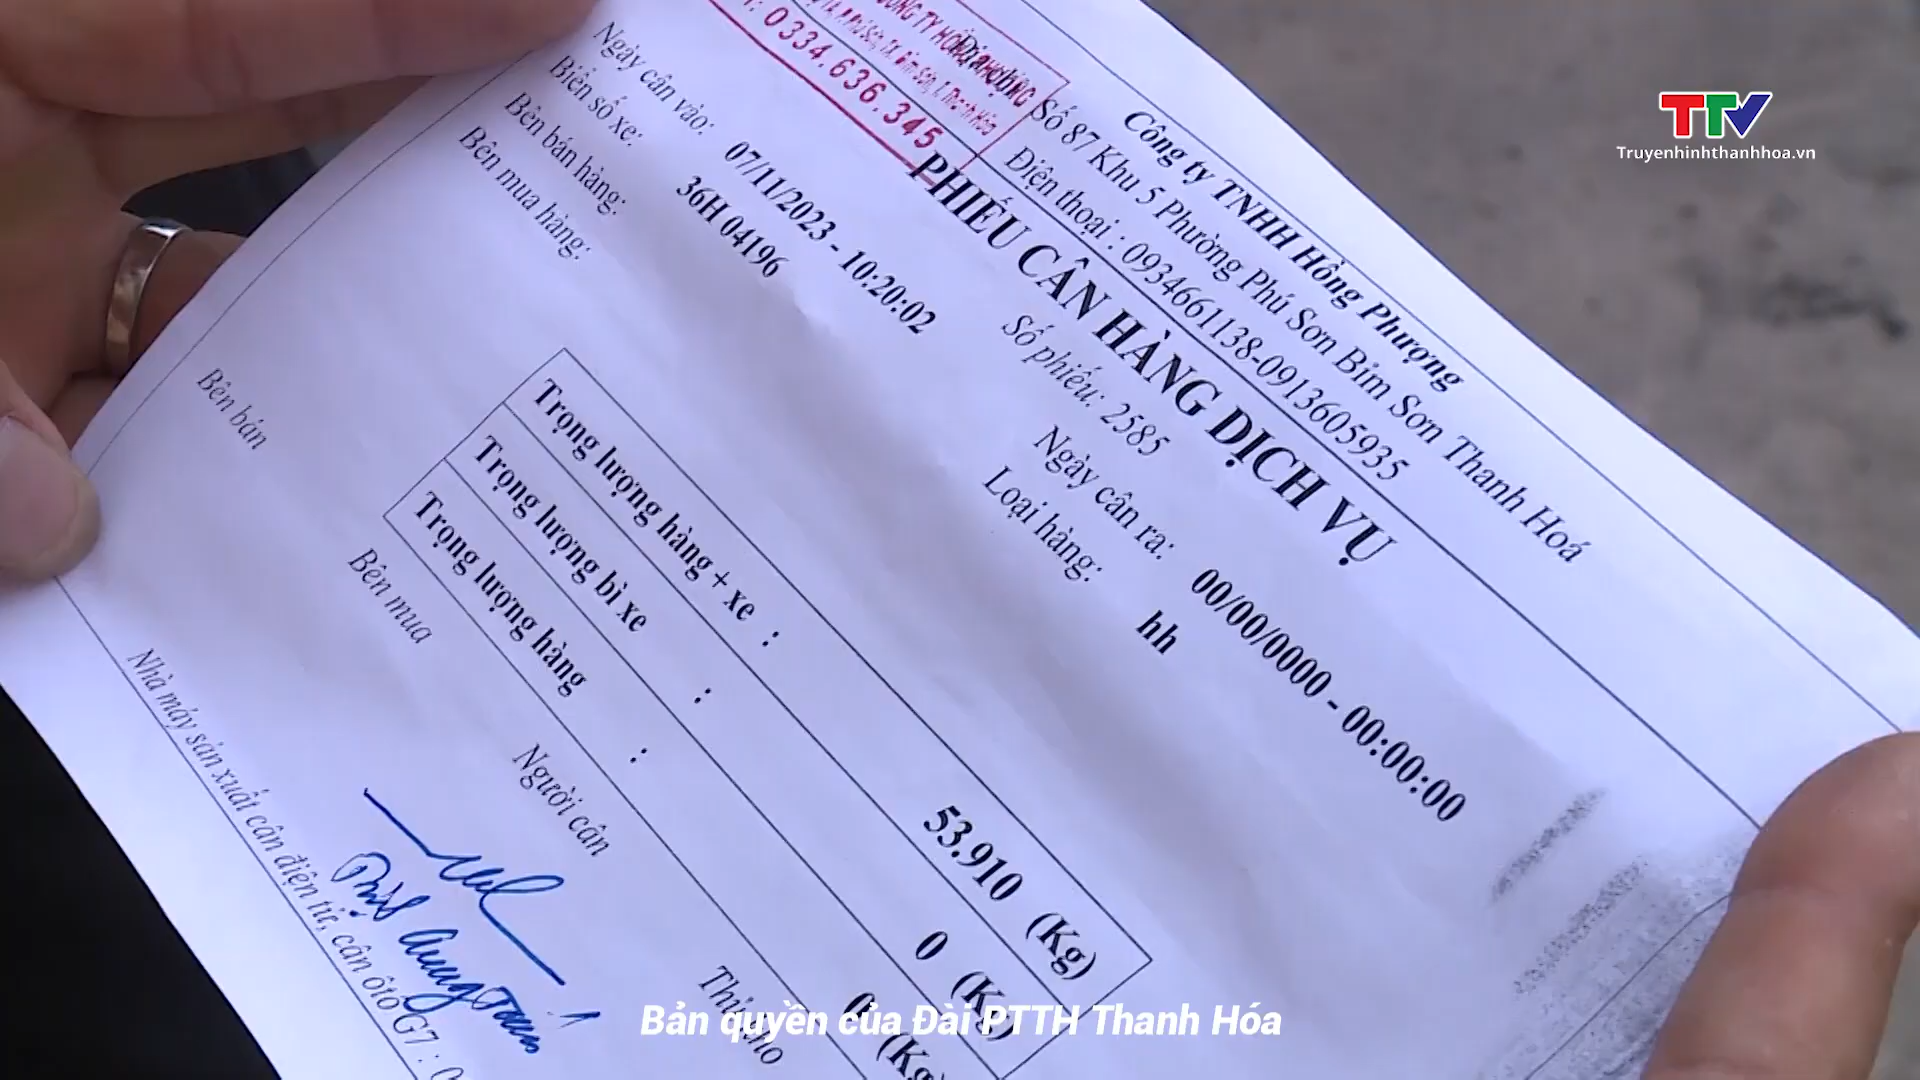 TTV
Truyenhinhthanhhoa.vn
Công ty TNHH Hồng Phượng
Số 87 Khu 5 Phường Phú Sơn Bỉm Sơn Thanh Hoá
Điện thoại : 0934661138-0913605935
0334.636.345
PHIẾU CÂN HÀNG DỊCH VỤ
Số phiếu: 2585
Ngày cân vào: 07/11/2023 - 10:20:02 Ngày cân ra: 00/00/0000 - 00:00:00
Biển số xe: 36H 04196 Loại hàng: hh
Bên bán hàng:
Bên mua hàng:
Trọng lượng hàng + xe : 53.910 (Kg)
Trọng lượng bì xe : 0 (Kg)
Trọng lượng hàng : 0 (Kg)
Bên bán Bên mua Người cân
Nhà máy sản xuất cân điện tử, cân ôtô G7 :
Bản quyền của Đài PTTH Thanh Hóa